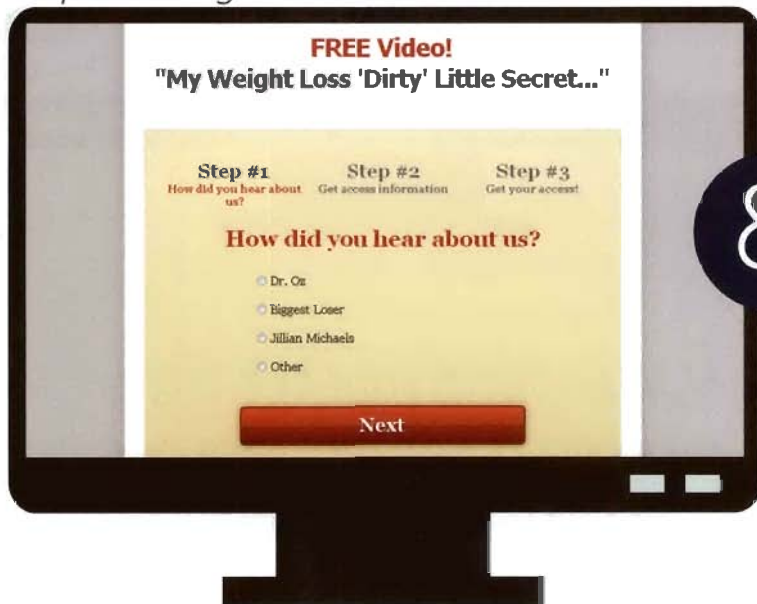 FREE Video!
"My Weight Loss 'Dirty' Little Secret..."
Step #1
How did you hear about
us?
Step #2
Get access information
Step #3
Get your access!
How did you hear about us?
Dr. Oz
Biggest Loser
Jillian Michaels
Other
Next